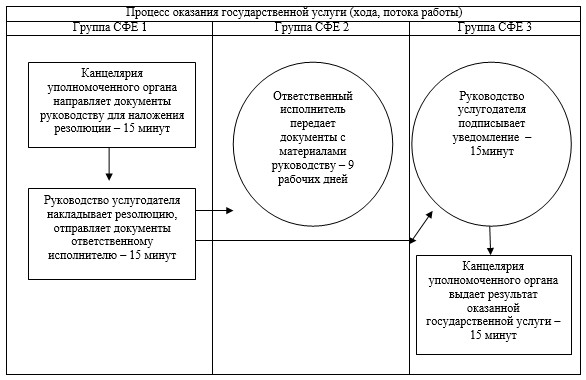 Процесс оказания государственной услуги (хода, потока работы)
Группа СФЕ 1
Группа СФЕ 2
Группа СФЕ 3
Канцелярия
уполномоченного органа
направляет документы
руководству для наложения
резолюции – 15 минут
Руководство услугодателя
накладывает резолюцию,
отправляет документы
ответственному
исполнителю – 15 минут
Ответственный
исполнитель
передает
документы с
материалами
руководству – 9
рабочих дней
Руководство
услугодателя
подписывает
уведомление –
15минут
Канцелярия
уполномоченного органа
выдает результат
оказанной
государственной услуги –
15 минут